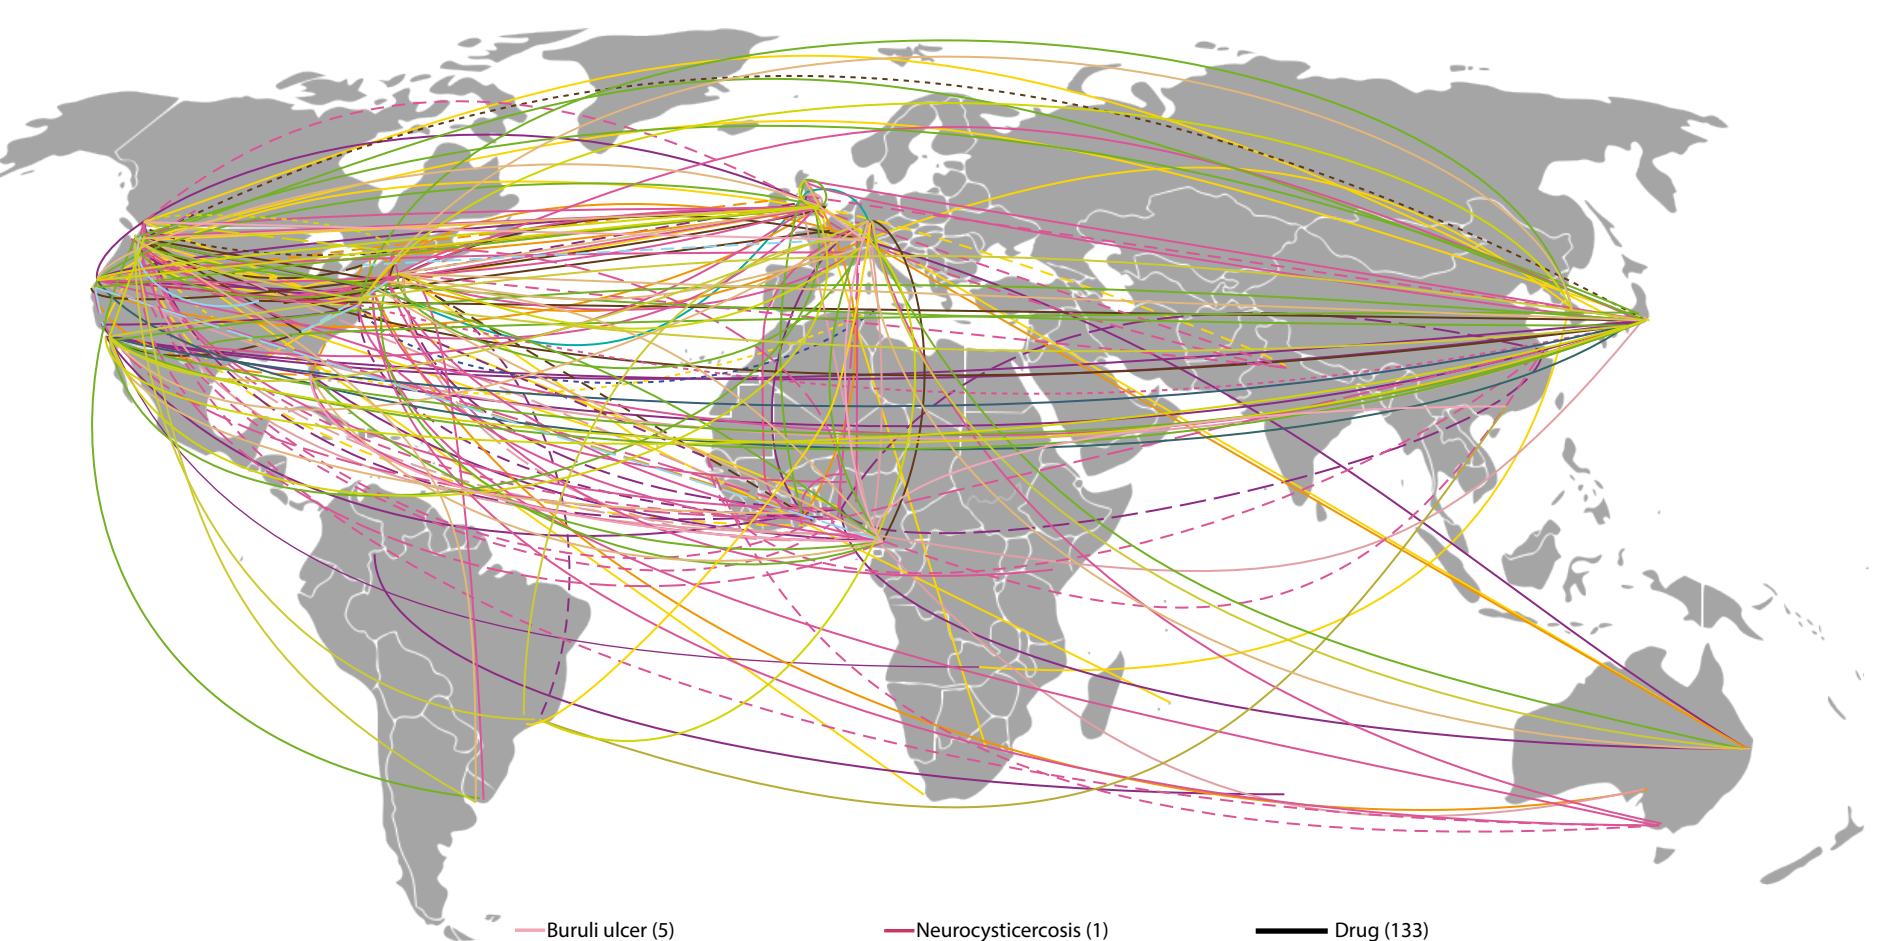 Buruli ulcer (5)
Neurocysticercosis (1)
Drug (133)